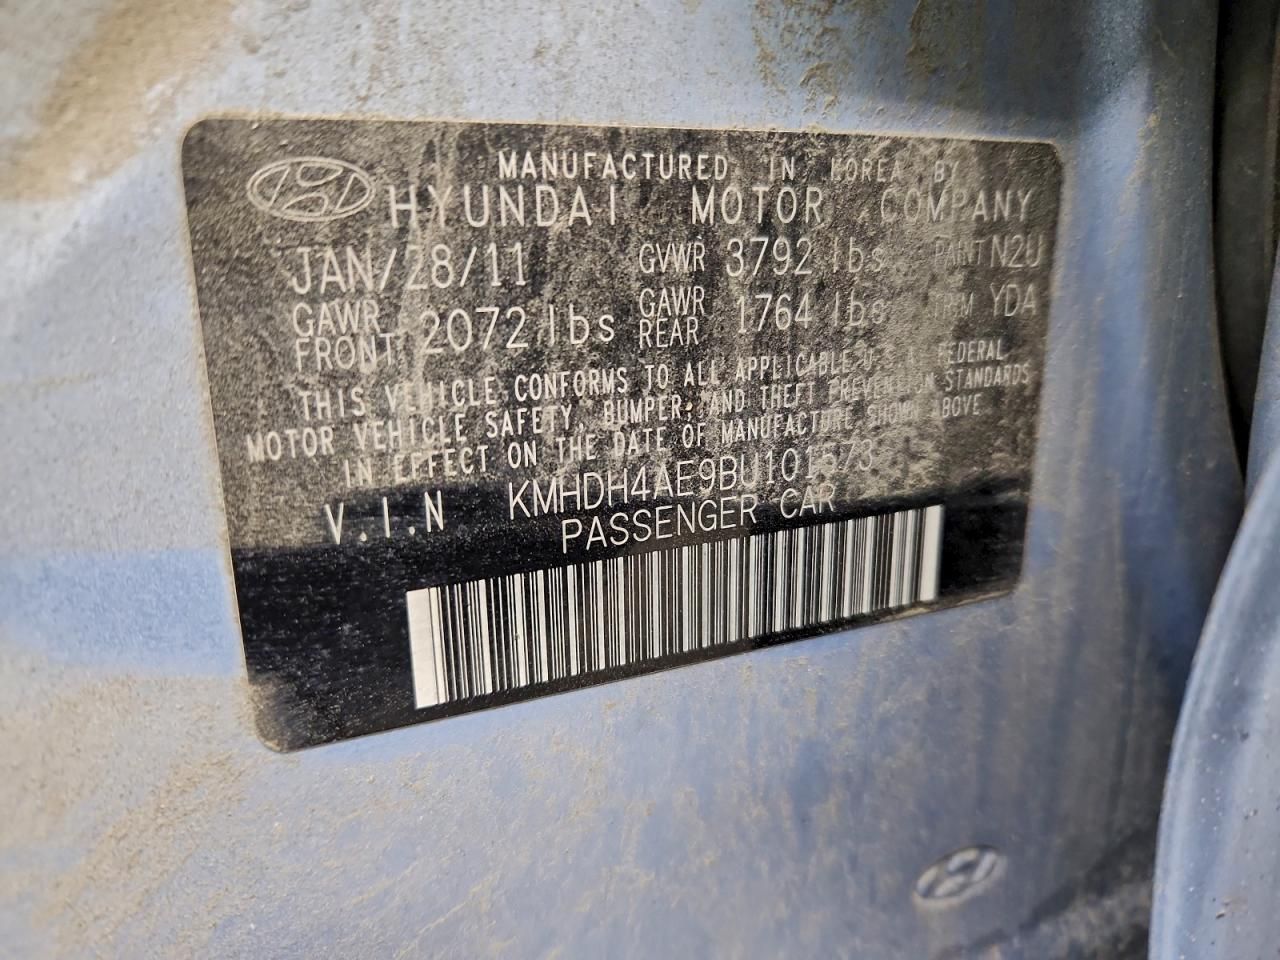 MANUFACTURED IN KOREA BY
HYUNDAI MOTOR COMPANY
JAN/28/11 GVWR 3792 lbs PAINT N2U
GAWR FRONT 2072 lbs GAWR REAR 1764 lbs TRIM YDA
THIS VEHICLE CONFORMS TO ALL APPLICABLE U.S.A. FEDERAL
MOTOR VEHICLE SAFETY, BUMPER, AND THEFT PREVENTION STANDARDS
IN EFFECT ON THE DATE OF MANUFACTURE SHOWN ABOVE
V.I.N KMHDH4AE9BU101573
PASSENGER CAR